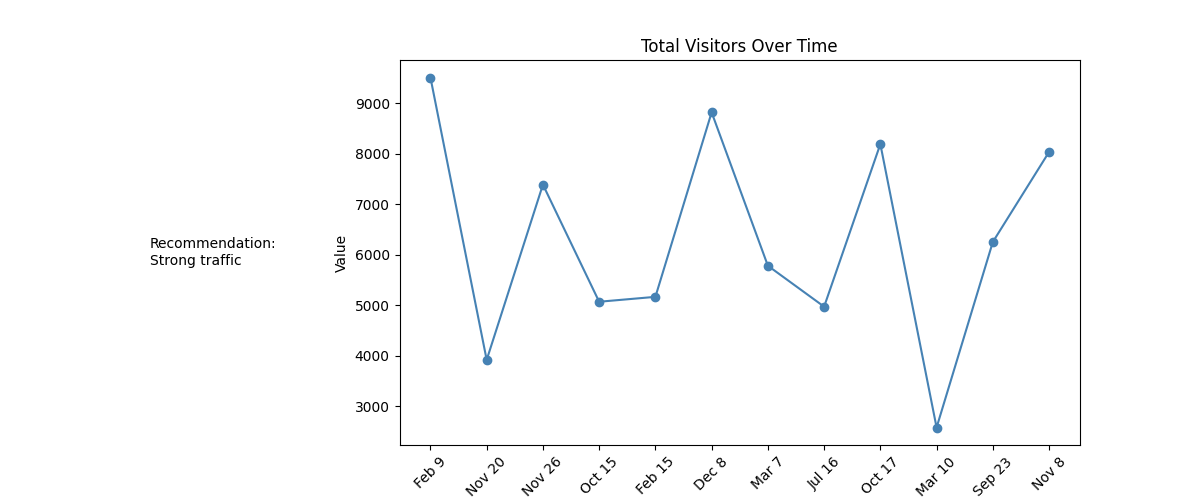 Total Visitors Over Time
Recommendation:
Strong traffic
Value
9000
8000
7000
6000
5000
4000
3000
Feb 9
Nov 20
Nov 26
Oct 15
Feb 15
Dec 8
Mar 7
Jul 16
Oct 17
Mar 10
Sep 23
Nov 8